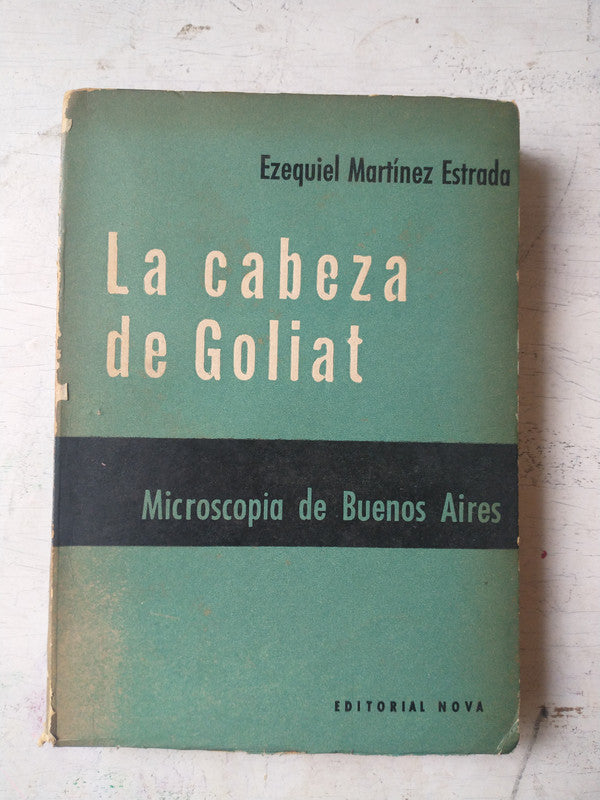 Ezequiel Martínez Estrada
La cabeza
de Goliat
Microscopia de Buenos Aires
EDITORIAL NOVA